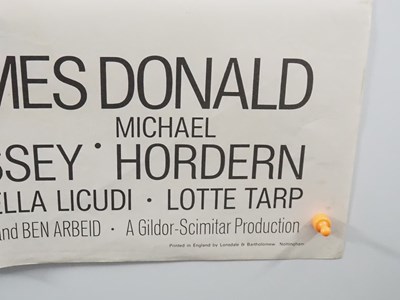 MES DONALD
MICHAEL
SSEY · HORDERN
ELLA LICUDI · LOTTE TARP
and BEN ARBEID · A Gildor-Scimitar Production
Printed in England by Lonsdale & Bartholomew, Nottingham